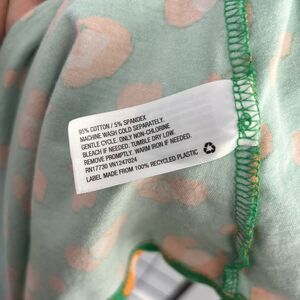 95% COTTON / 5% SPANDEX
MACHINE WASH COLD SEPARATELY.
GENTLE CYCLE. ONLY NON-CHLORINE
BLEACH IF NEEDED. TUMBLE DRY LOW.
REMOVE PROMPTLY. WARM IRON IF NEEDED.
RN17730 VN1247024
LABEL MADE FROM 100% RECYCLED PLASTIC